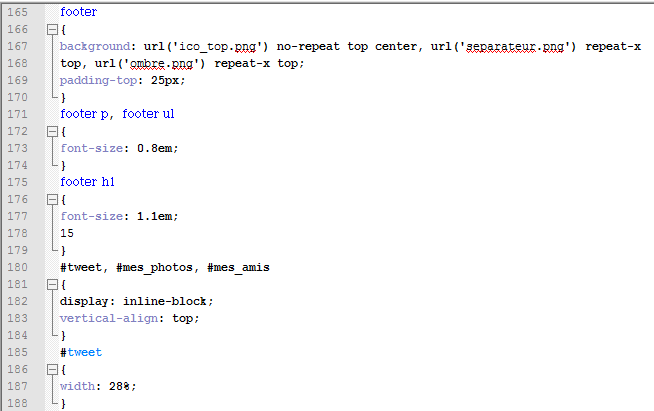 165 footer
166 {
167 background: url('ico_top.png') no-repeat top center, url('separateur.png') repeat-x
168 top, url('ombre.png') repeat-x top;
169 padding-top: 25px;
170 }
171 footer p, footer ul
172 {
173 font-size: 0.8em;
174 }
175 footer h1
176 {
177 font-size: 1.1em;
178 15
179 }
180 #tweet, #mes_photos, #mes_amis
181 {
182 display: inline-block;
183 vertical-align: top;
184 }
185 #tweet
186 {
187 width: 28%;
188 }